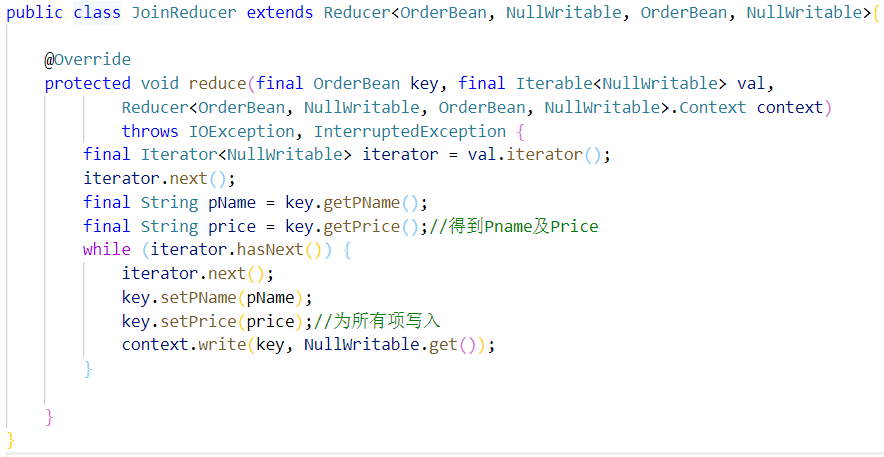 public class JoinReducer extends Reducer<OrderBean, NullWritable, OrderBean, NullWritable>{
@Override
protected void reduce(final OrderBean key, final Iterable<NullWritable> val,
Reducer<OrderBean, NullWritable, OrderBean, NullWritable>.Context context)
throws IOException, InterruptedException {
final Iterator<NullWritable> iterator = val.iterator();
iterator.next();
final String pName = key.getPName();
final String price = key.getPrice();//得到Pname及Price
while (iterator.hasNext()) {
iterator.next();
key.setPName(pName);
key.setPrice(price);//为所有项写入
context.write(key, NullWritable.get());
}
}
}